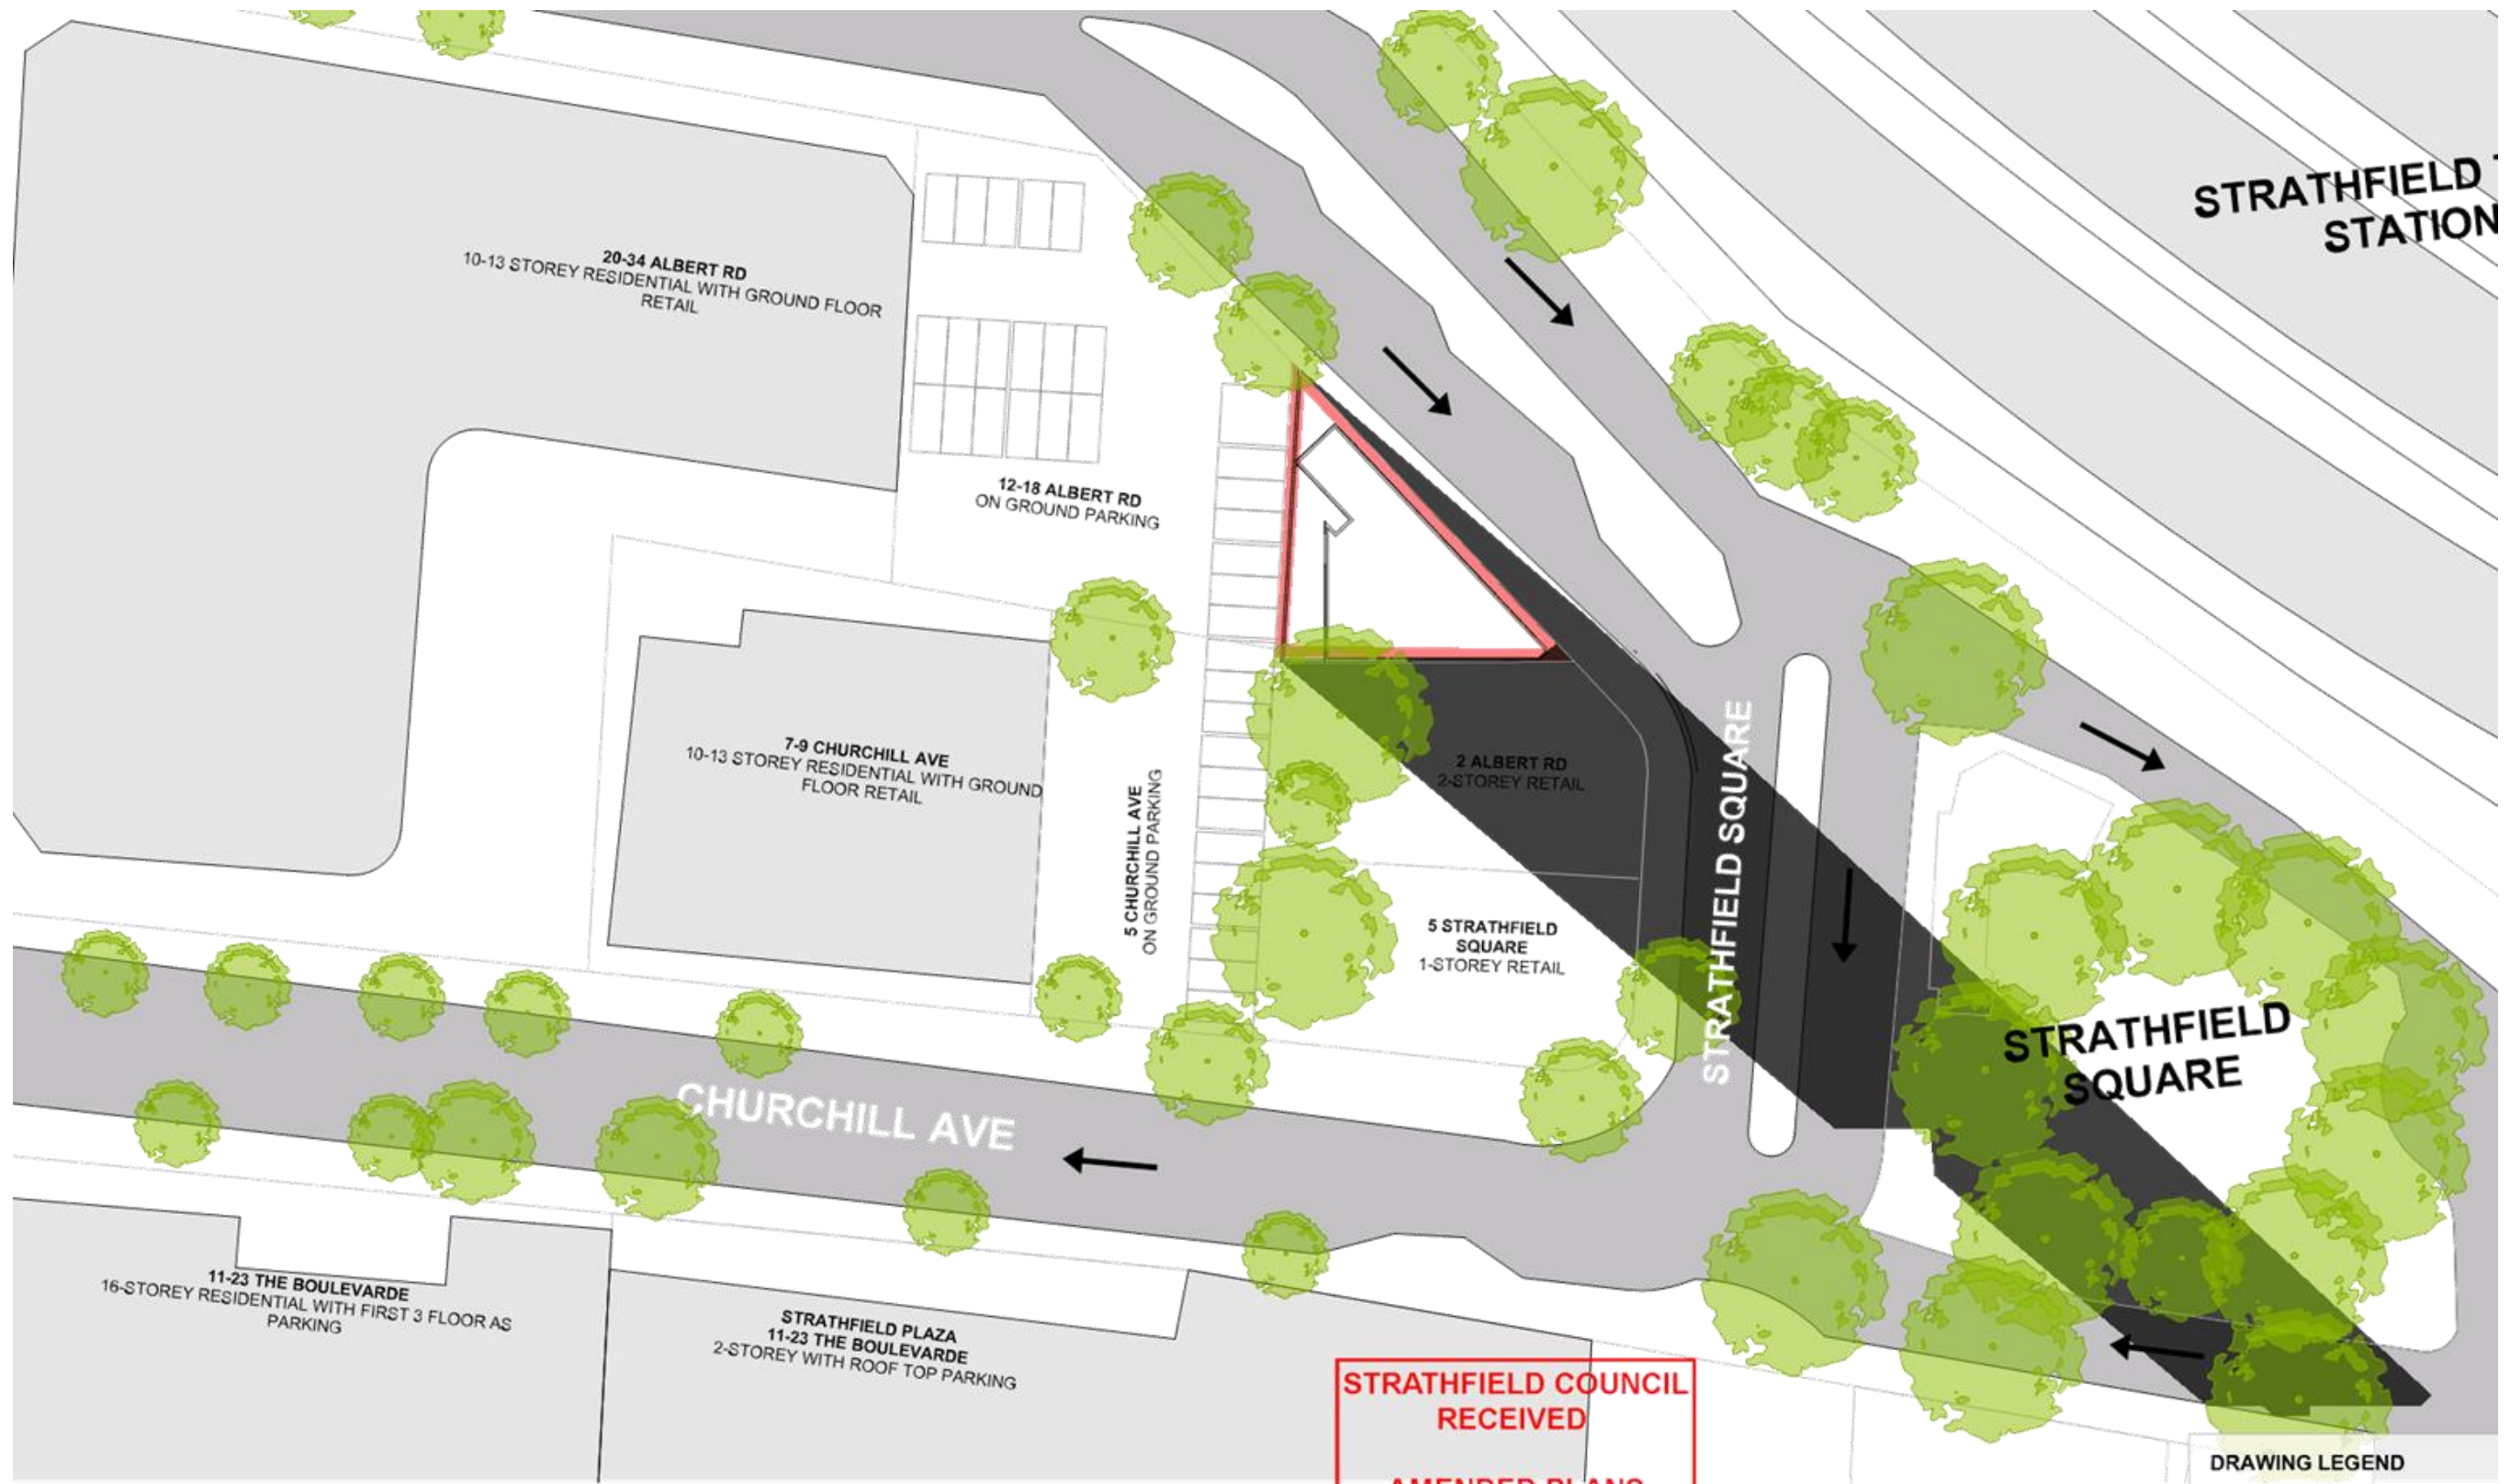 STRATHFIELD
STATION
20-34 ALBERT RD
10-13 STOREY RESIDENTIAL WITH GROUND FLOOR
RETAIL
12-18 ALBERT RD
ON GROUND PARKING
7-9 CHURCHILL AVE
10-13 STOREY RESIDENTIAL WITH GROUND
FLOOR RETAIL
5 CHURCHILL AVE
ON GROUND PARKING
2 ALBERT RD
2-STOREY RETAIL
STRATHFIELD SQUARE
5 STRATHFIELD
SQUARE
1-STOREY RETAIL
STRATHFIELD
SQUARE
CHURCHILL AVE
11-23 THE BOULEVARDE
16-STOREY RESIDENTIAL WITH FIRST 3 FLOOR AS
PARKING
STRATHFIELD PLAZA
11-23 THE BOULEVARDE
2-STOREY WITH ROOF TOP PARKING
STRATHFIELD COUNCIL
RECEIVED
AMENDED PLANS
DRAWING LEGEND